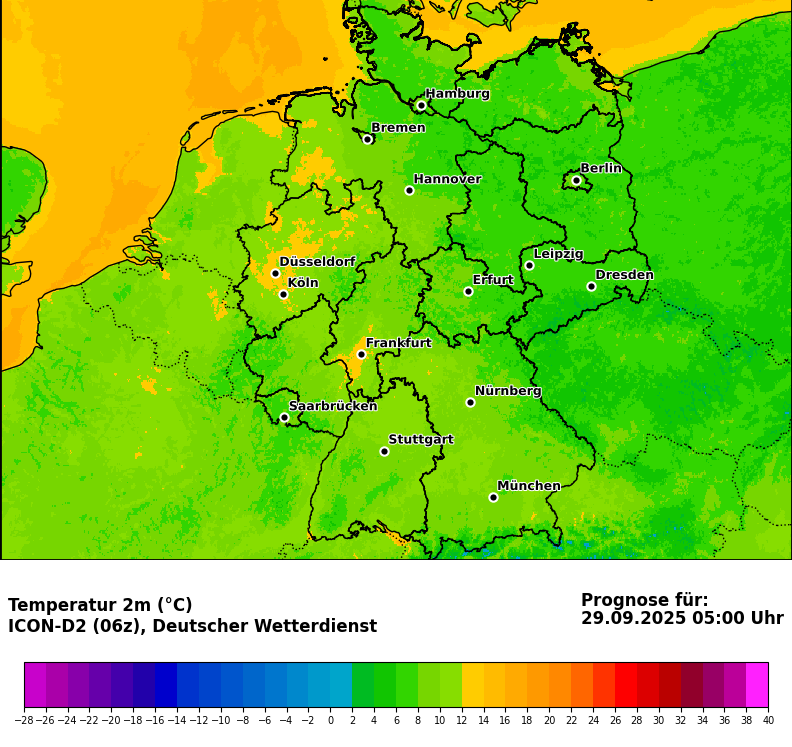 Hamburg
Bremen
Berlin
Hannover
Leipzig
Düsseldorf
Dresden
Erfurt
Köln
Frankfurt
Nürnberg
Saarbrücken
Stuttgart
München
Temperatur 2m (°C)
ICON-D2 (06z), Deutscher Wetterdienst
Prognose für:
29.09.2025 05:00 Uhr
−28 −26 −24 −22 −20 −18 −16 −14 −12 −10 −8 −6 −4 −2 0 2 4 6 8 10 12 14 16 18 20 22 24 26 28 30 32 34 36 38 40